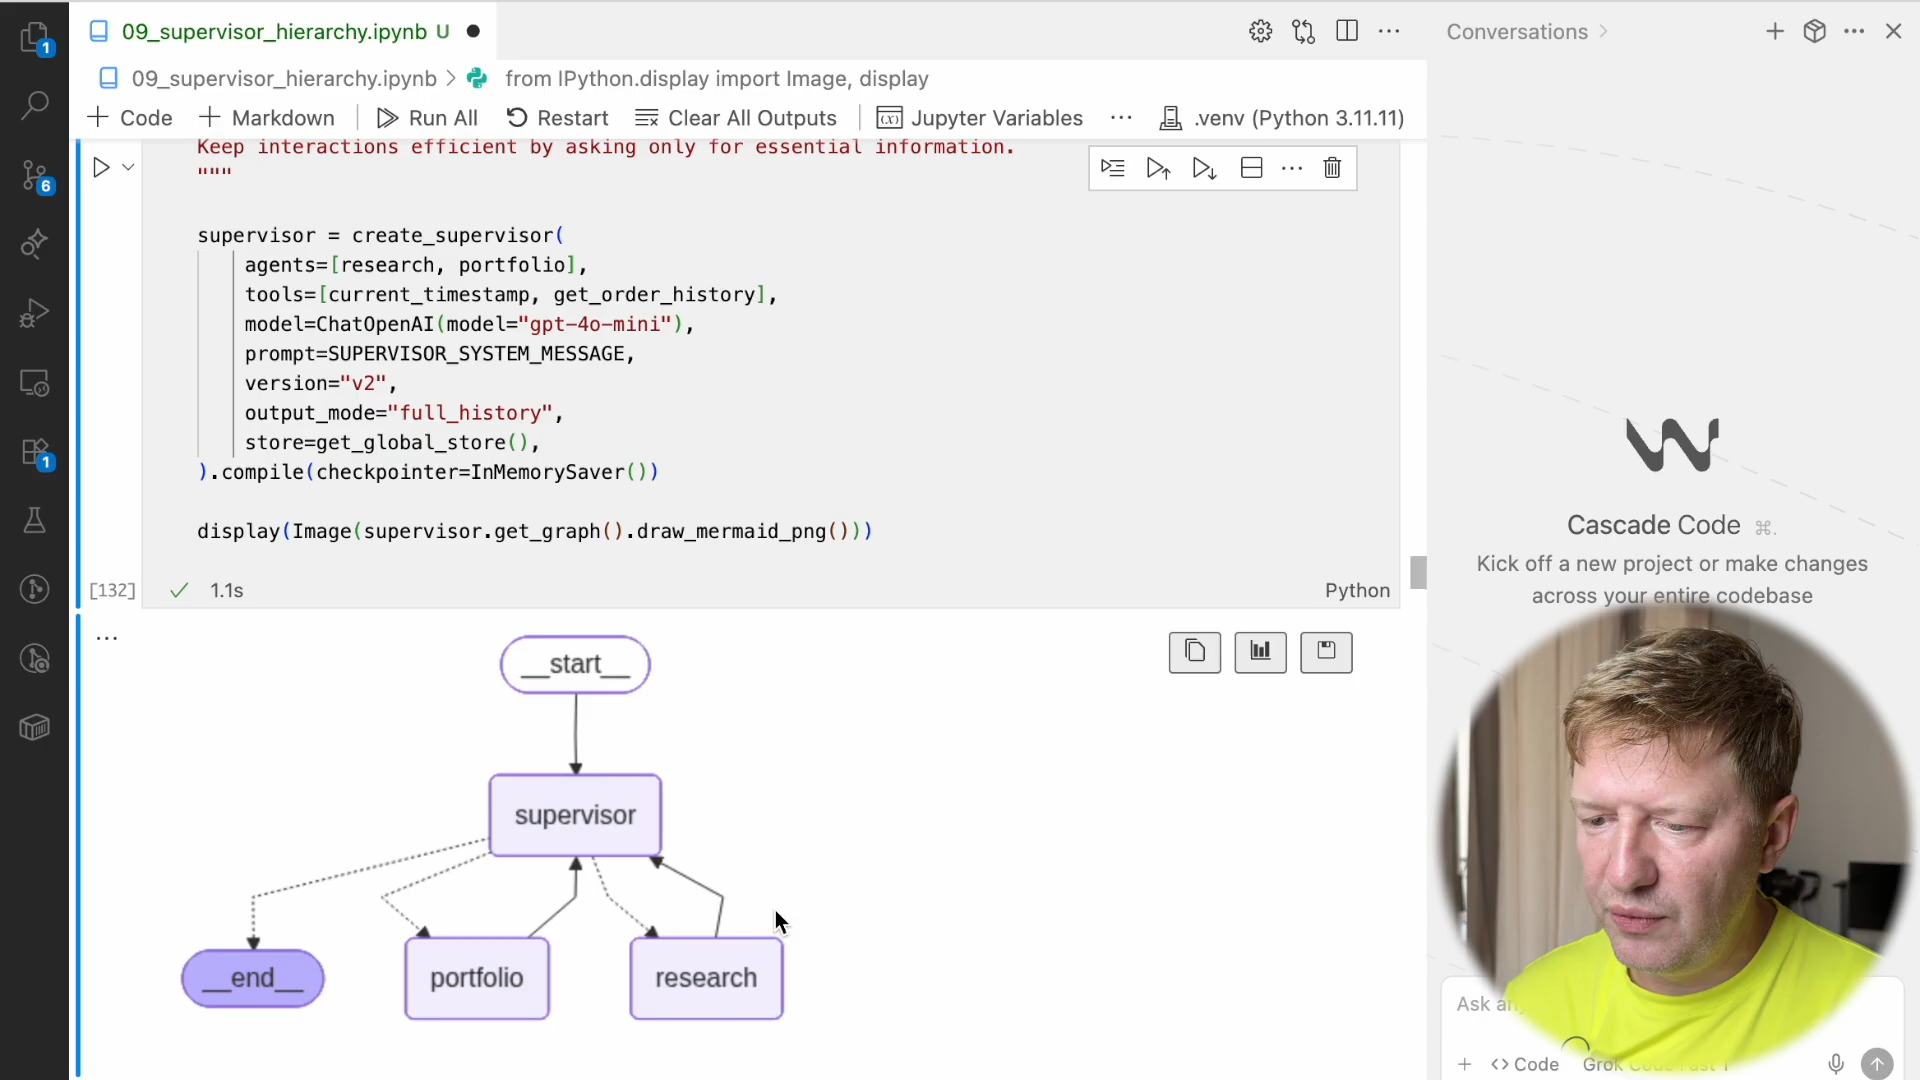 09_supervisor_hierarchy.ipynb U
Conversations
1
09_supervisor_hierarchy.ipynb > from IPython.display import Image, display
Code Markdown Run All Restart Clear All Outputs Jupyter Variables ... .venv (Python 3.11.11)
Keep interactions efficient by asking only for essential information.
"""
6
supervisor = create_supervisor(
agents=[research, portfolio],
tools=[current_timestamp, get_order_history],
model=ChatOpenAI(model="gpt-4o-mini"),
prompt=SUPERVISOR_SYSTEM_MESSAGE,
version="v2",
output_mode="full_history",
store=get_global_store(),
).compile(checkpointer=InMemorySaver())
1
display(Image(supervisor.get_graph().draw_mermaid_png()))
[132] 1.1s Python
Cascade Code ⌘.
Kick off a new project or make changes
across your entire codebase
__start__
supervisor
__end__
portfolio
research
Ask
Code